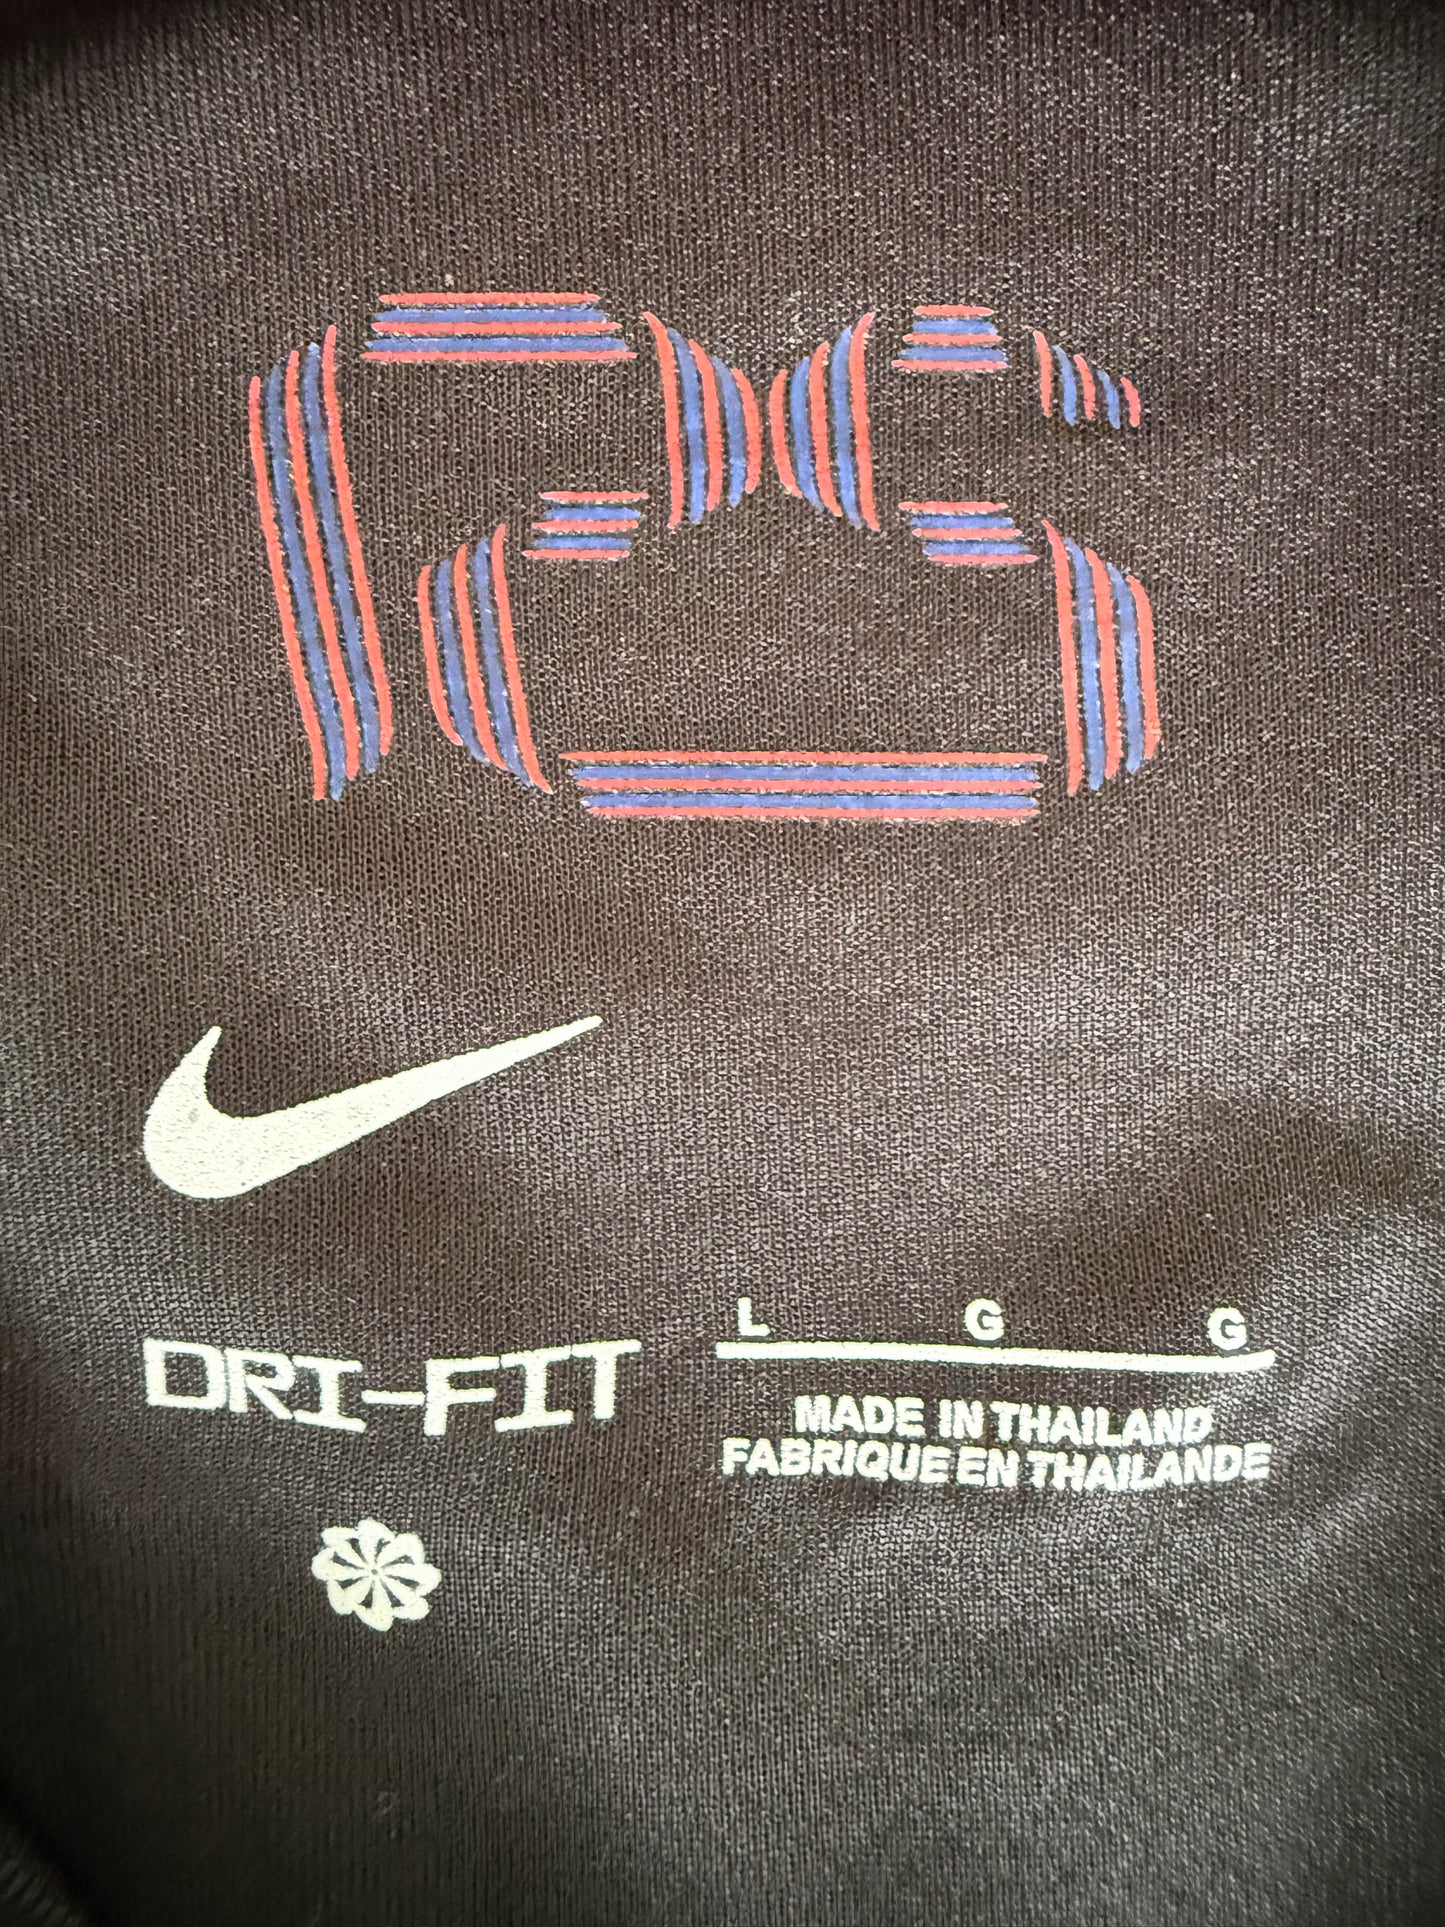 DRI-FIT
L G G
MADE IN THAILAND
FABRIQUE EN THAILANDE